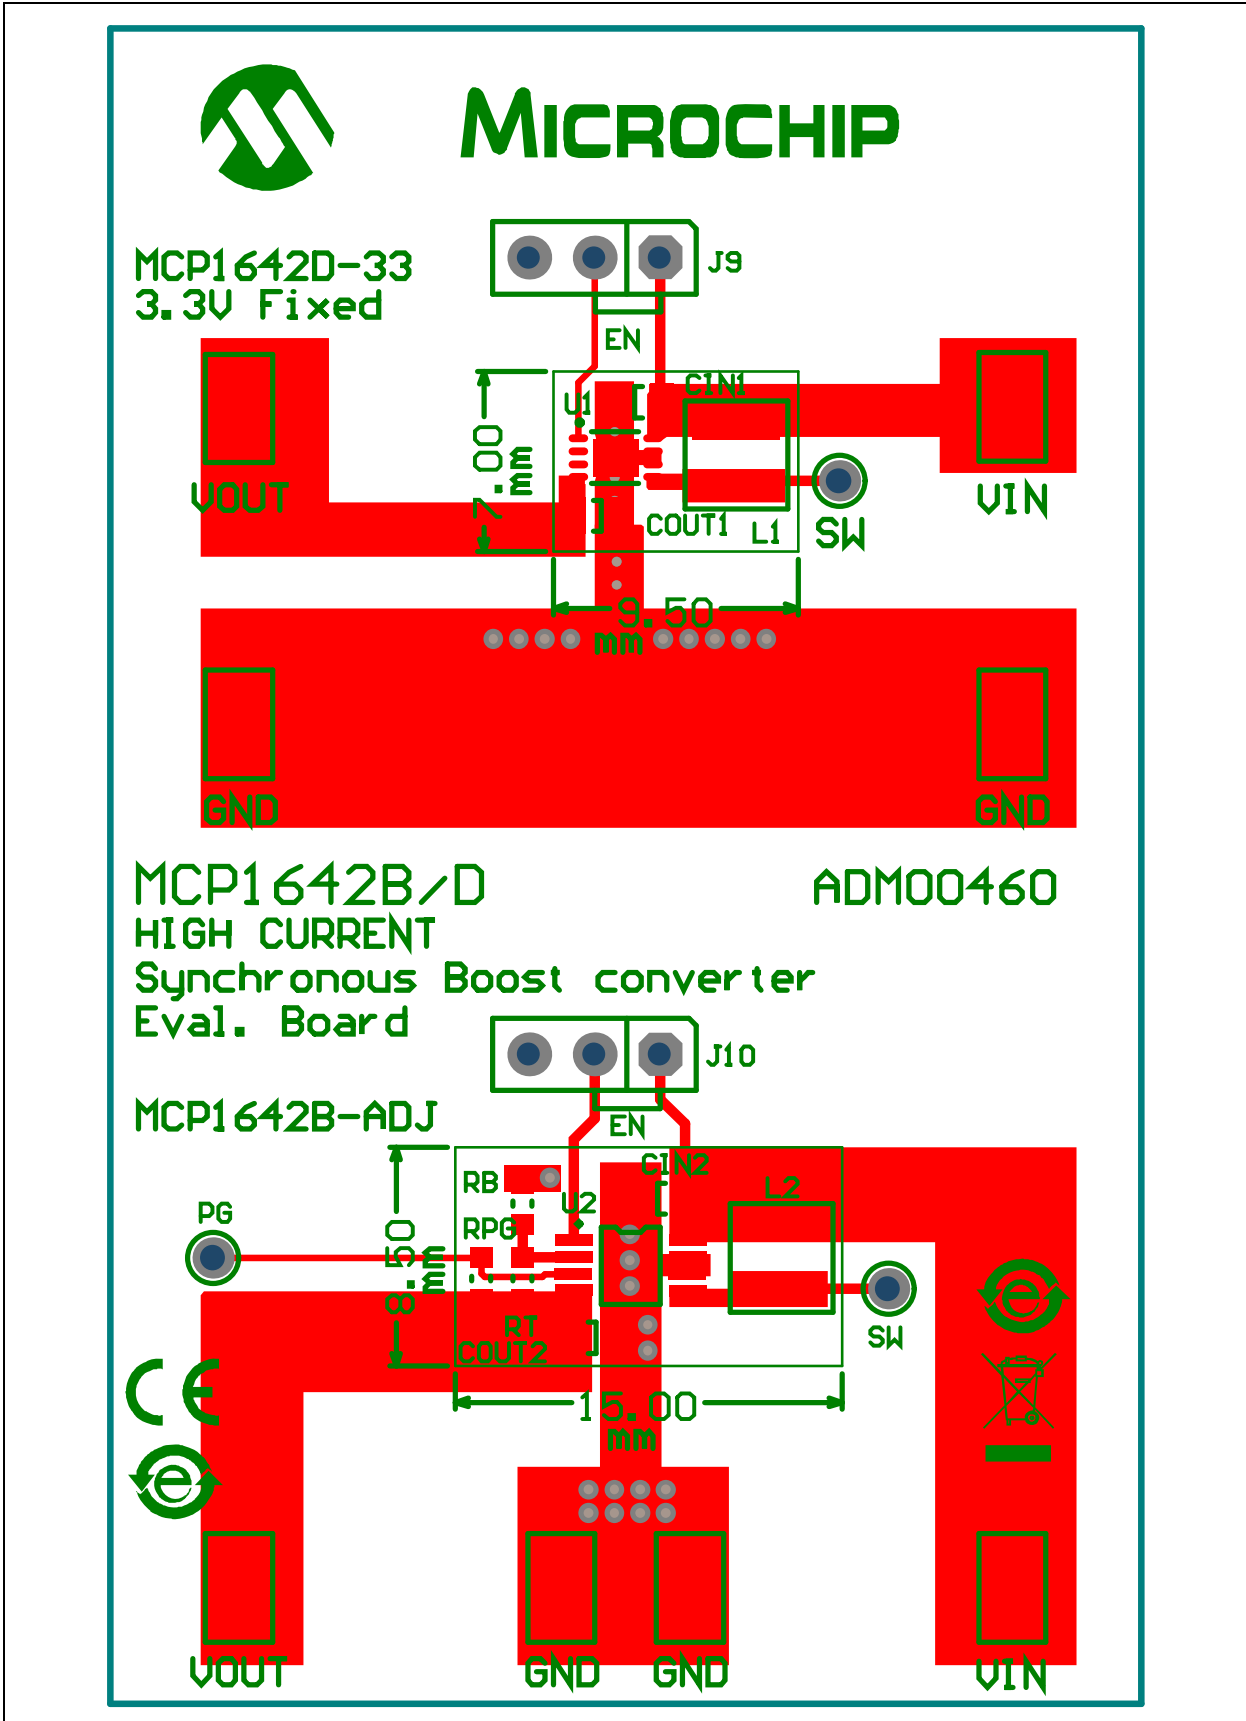 MICROCHIP
MCP1642D-33
3.3V Fixed
J9
EN
CIN1
U1
7.00
mm
VOUT
COUT1
L1
SW
VIN
9.50
mm
GND
GND
MCP1642B/D
ADM00460
HIGH CURRENT
Synchronous Boost converter
Eval. Board
J10
MCP1642B-ADJ
EN
CIN2
RB
L2
U2
PG
RPG
8.50
mm
RT
COUT2
SW
15.00
mm
CE
e
e
VOUT
GND
GND
VIN